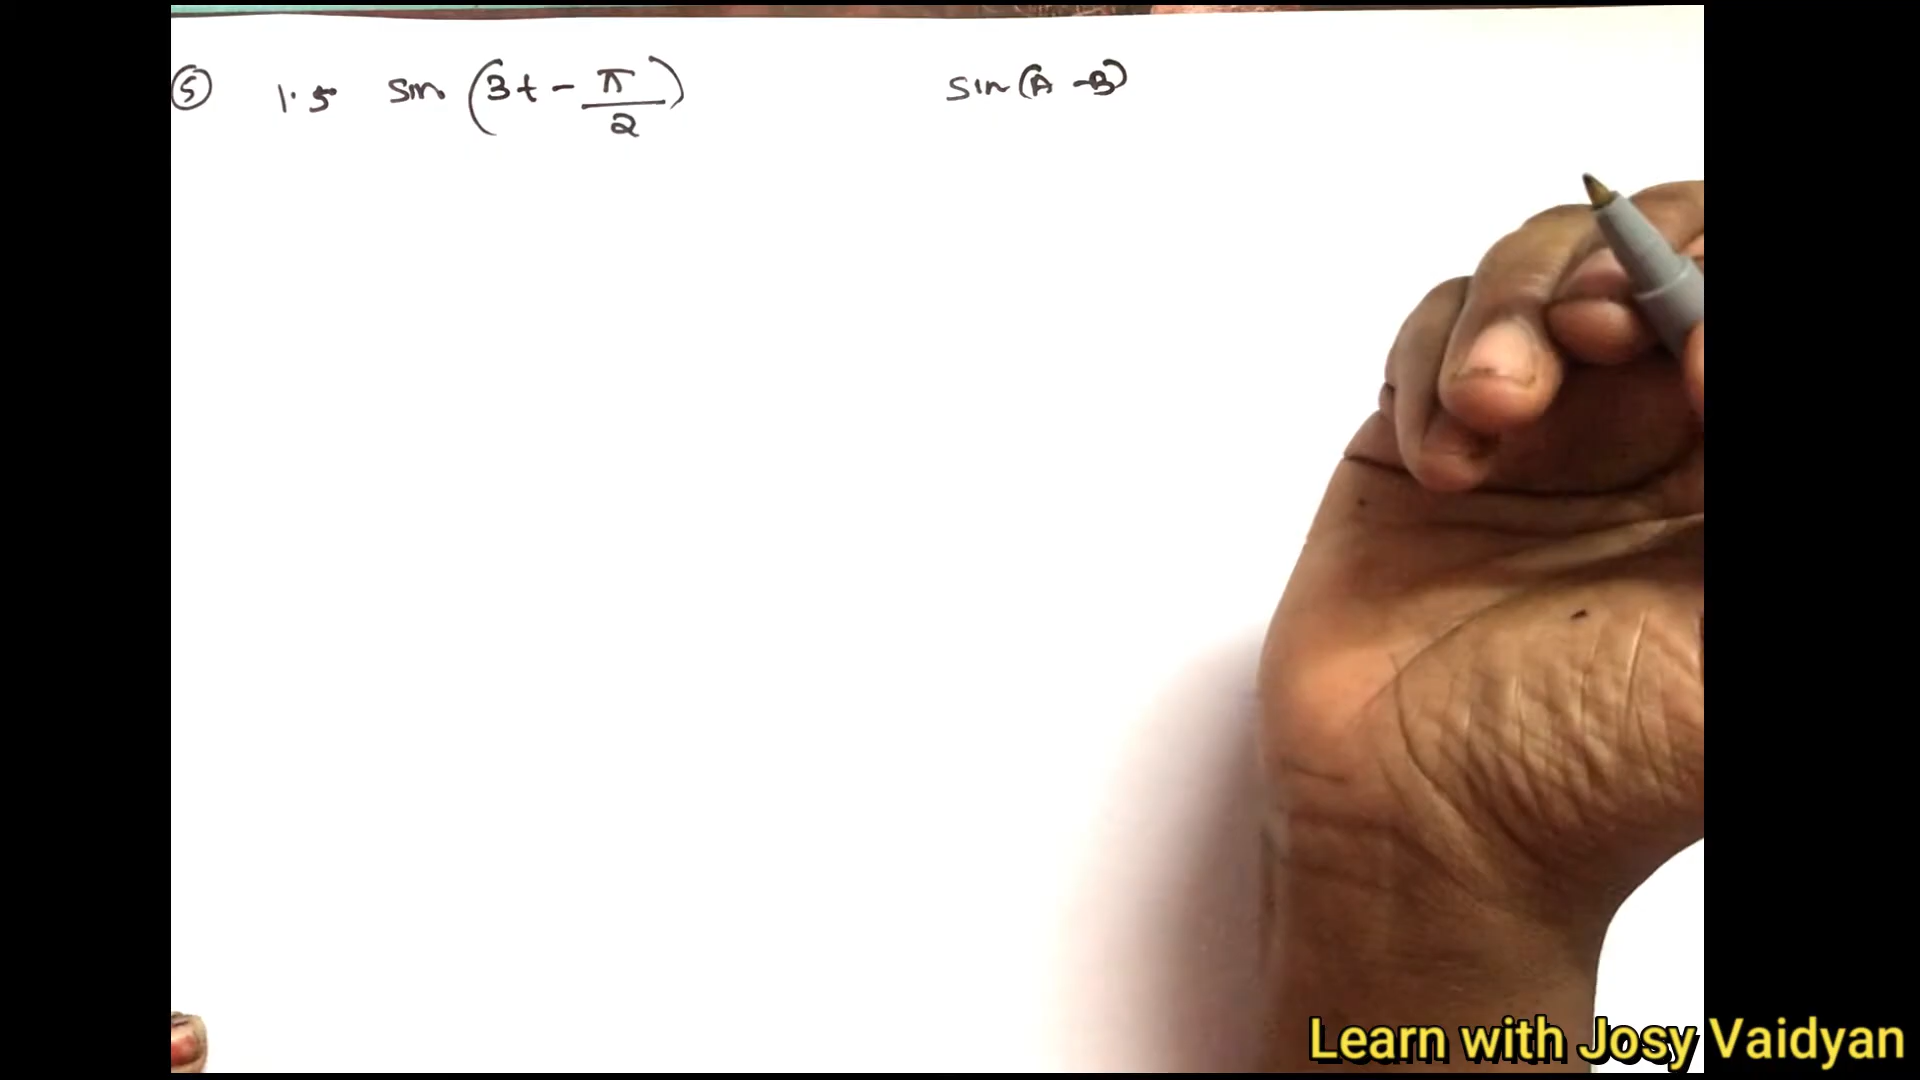 ⑤ 1.5 sin (3t - π/2) sin(A - B)
Learn with Josy Vaidyan